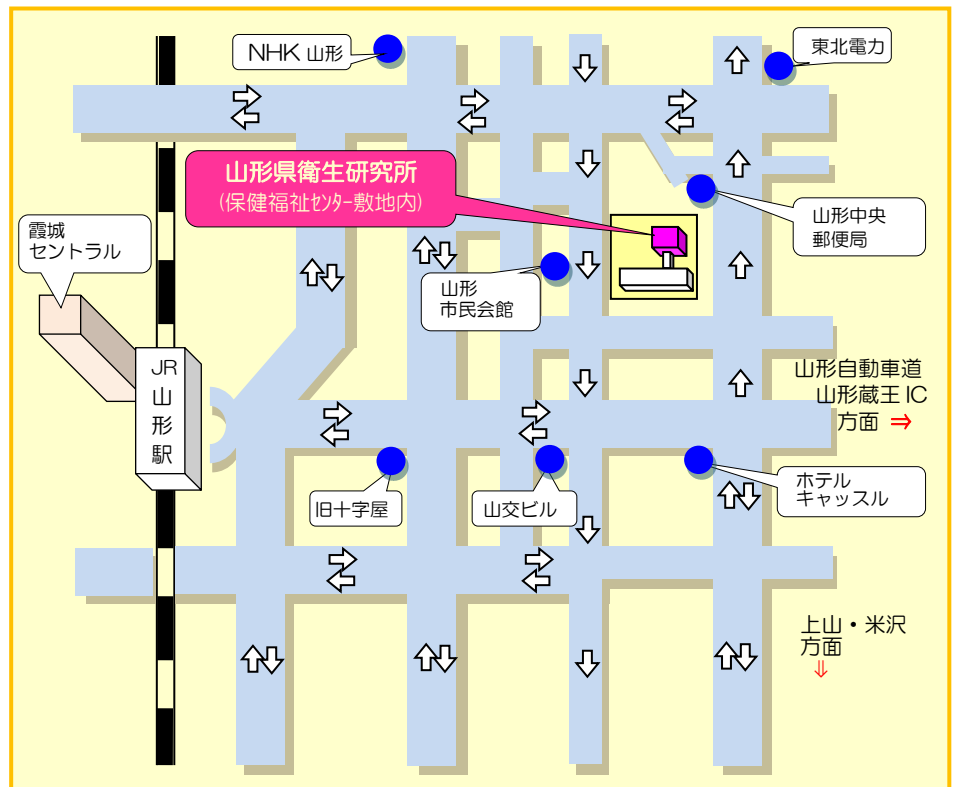 NHK 山形
東北電力
山形県衛生研究所
(保健福祉ｾﾝﾀｰ敷地内)
山形中央
郵便局
霞城
セントラル
山形
市民会館
JR
山
形
駅
山形自動車道
山形蔵王 IC
方面 ⇒
旧十字屋
山交ビル
ホテル
キャッスル
上山・米沢
方面
⇓